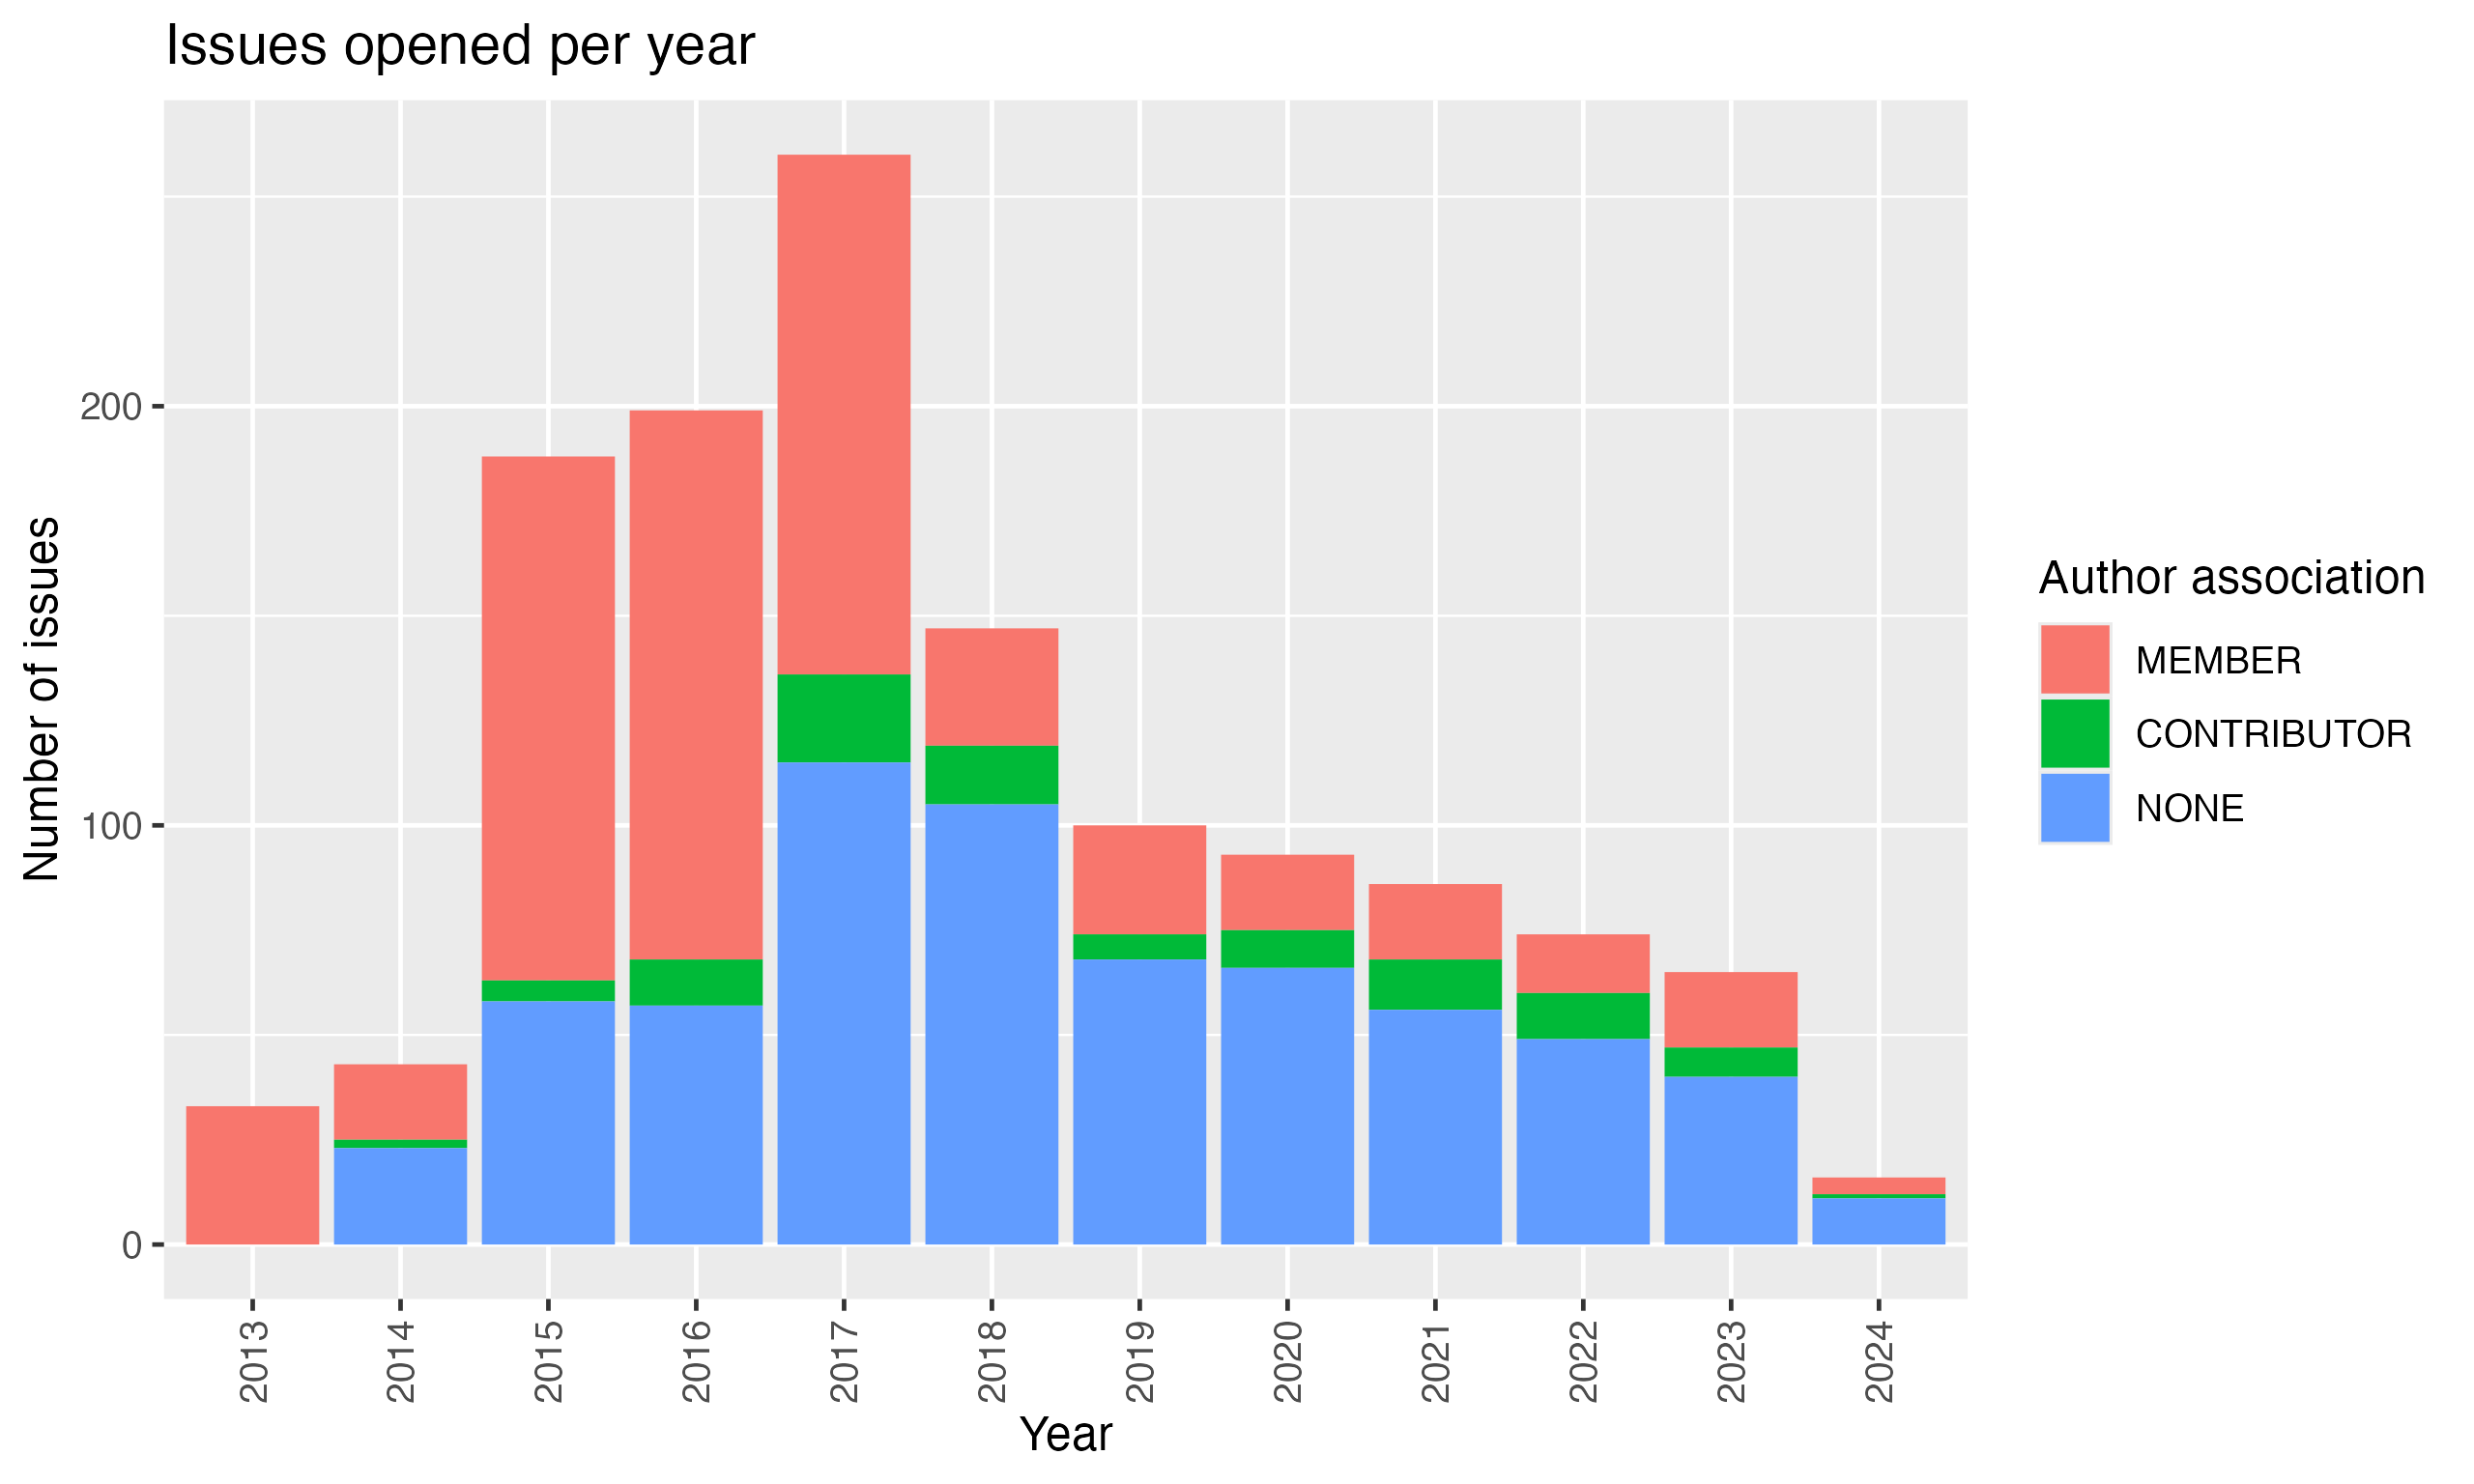 Issues opened per year
Number of issues
200
100
0
2013
2014
2015
2016
2017
2018
2019
2020
2021
2022
2023
2024
Year
Author association
MEMBER
CONTRIBUTOR
NONE